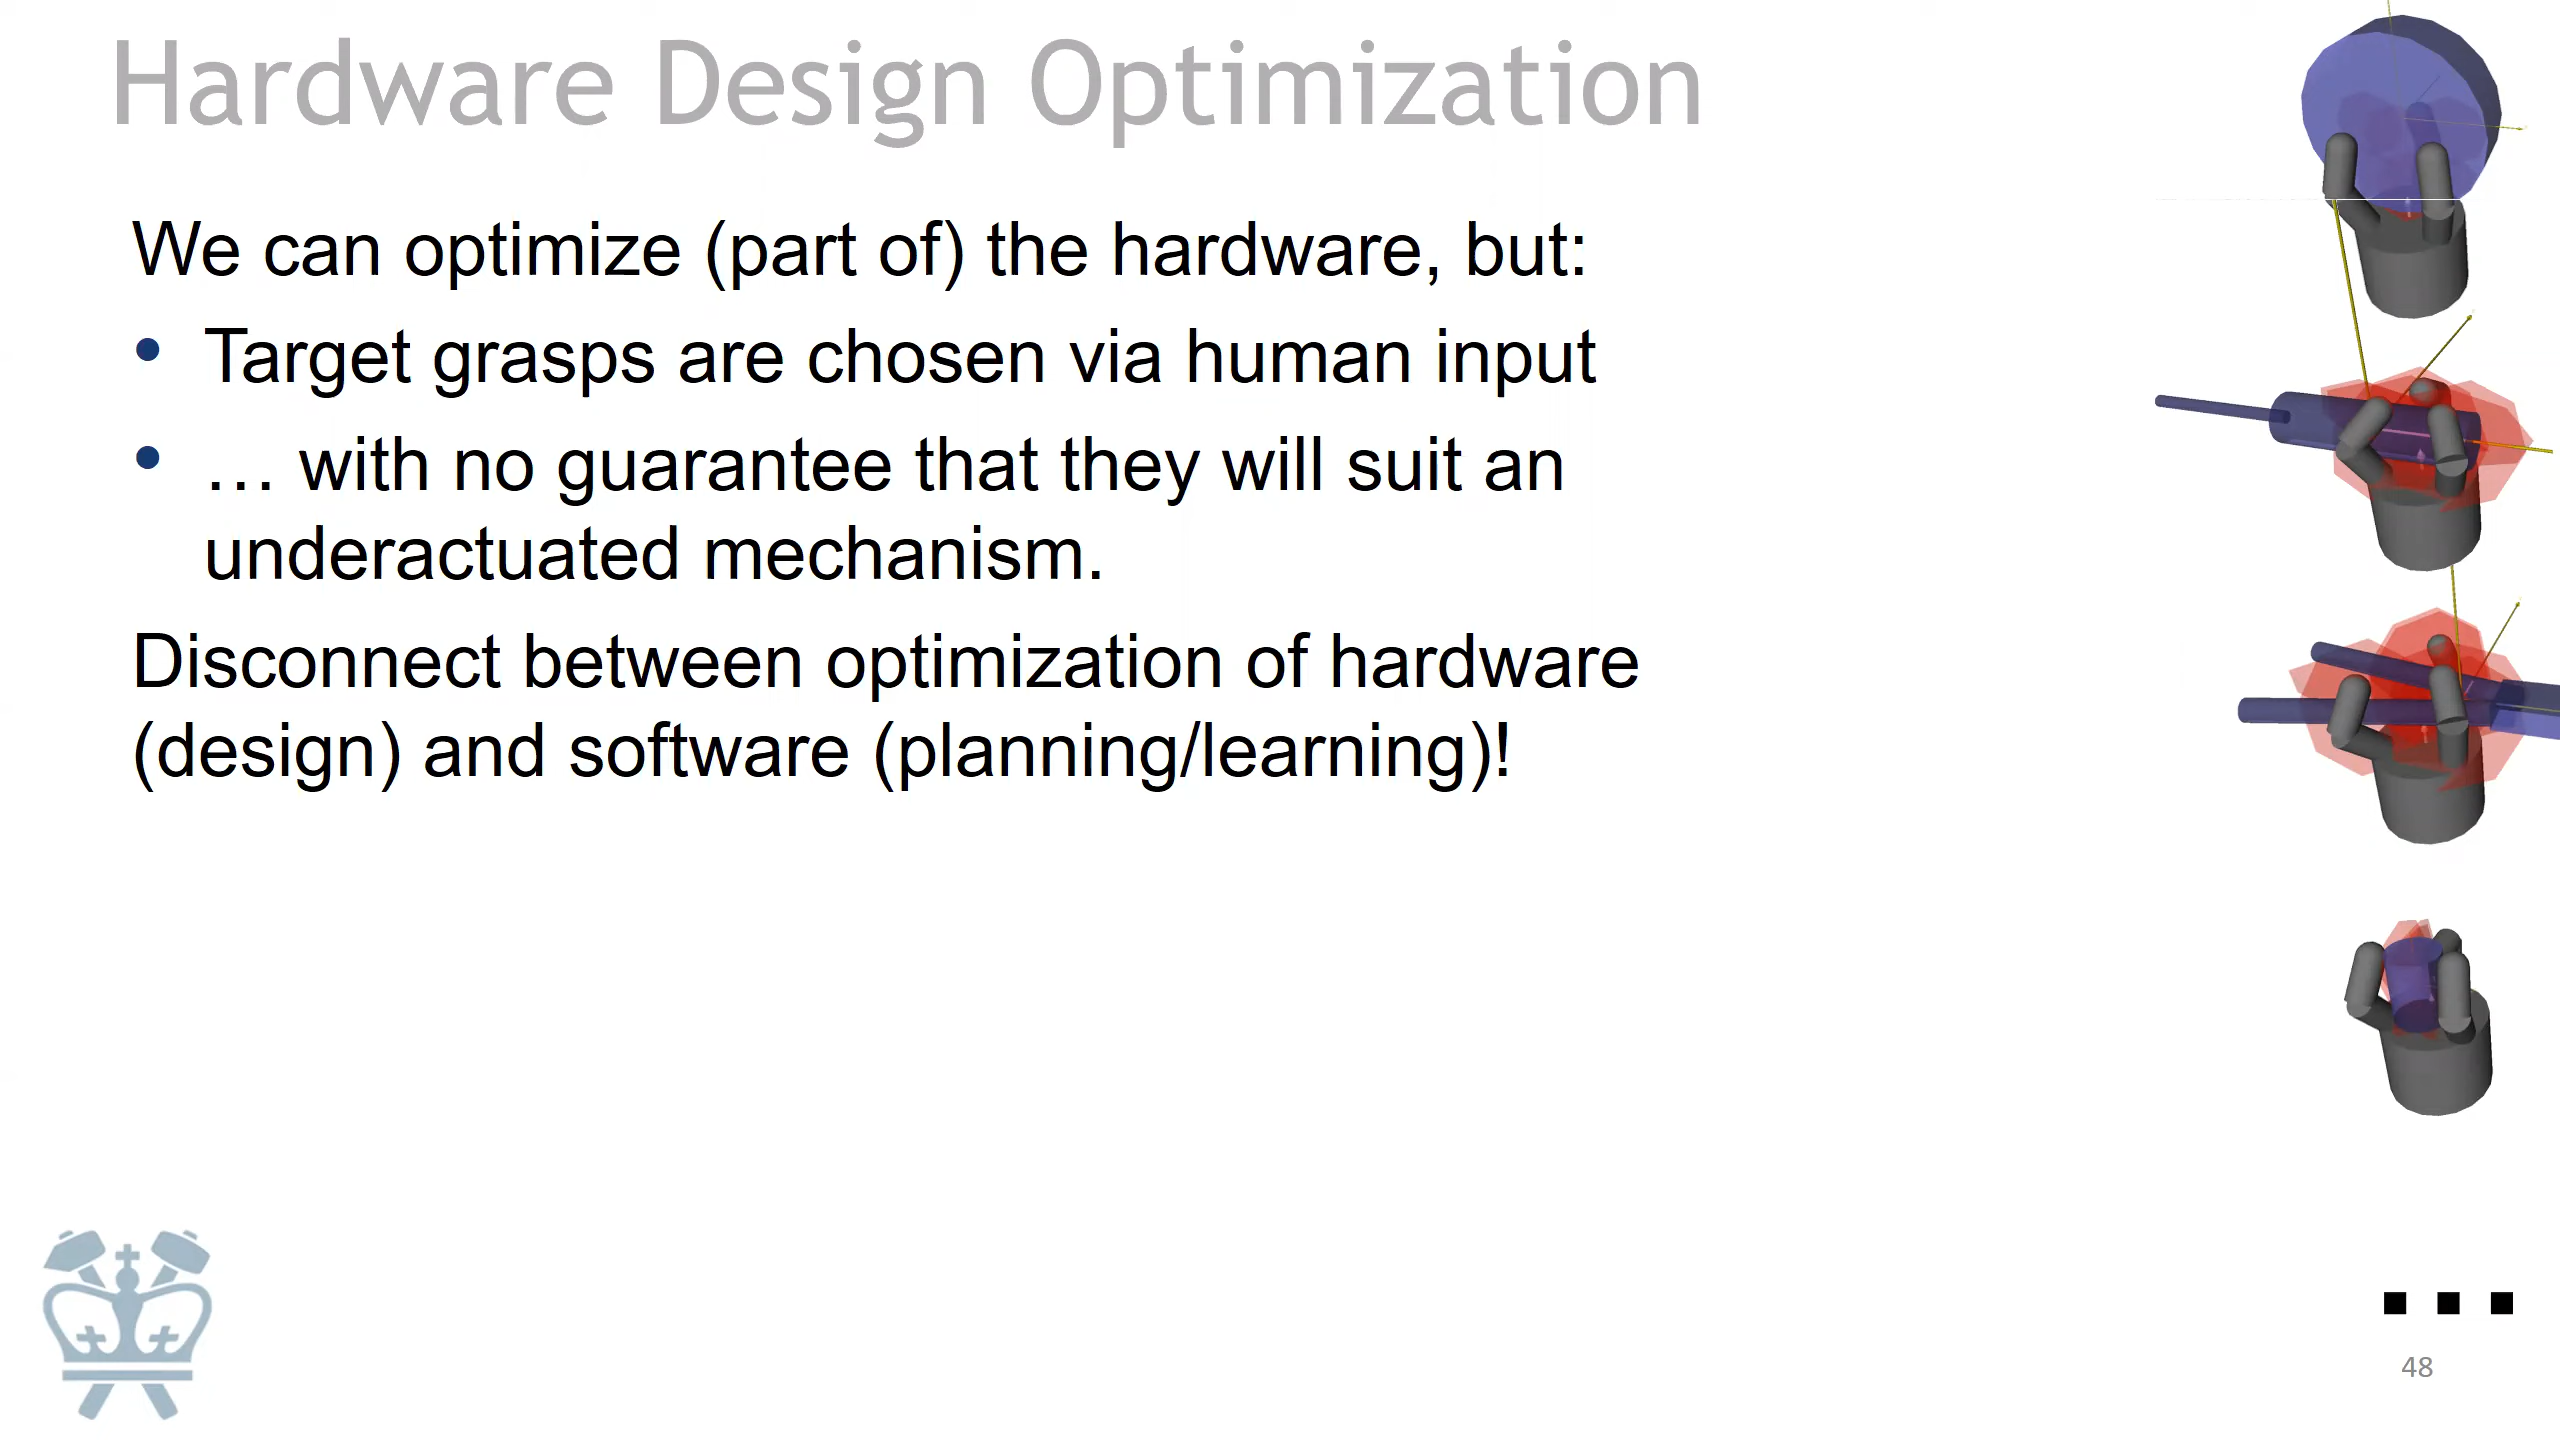 Hardware Design Optimization
We can optimize (part of) the hardware, but:
• Target grasps are chosen via human input
• … with no guarantee that they will suit an
underactuated mechanism.
Disconnect between optimization of hardware
(design) and software (planning/learning)!
...
48